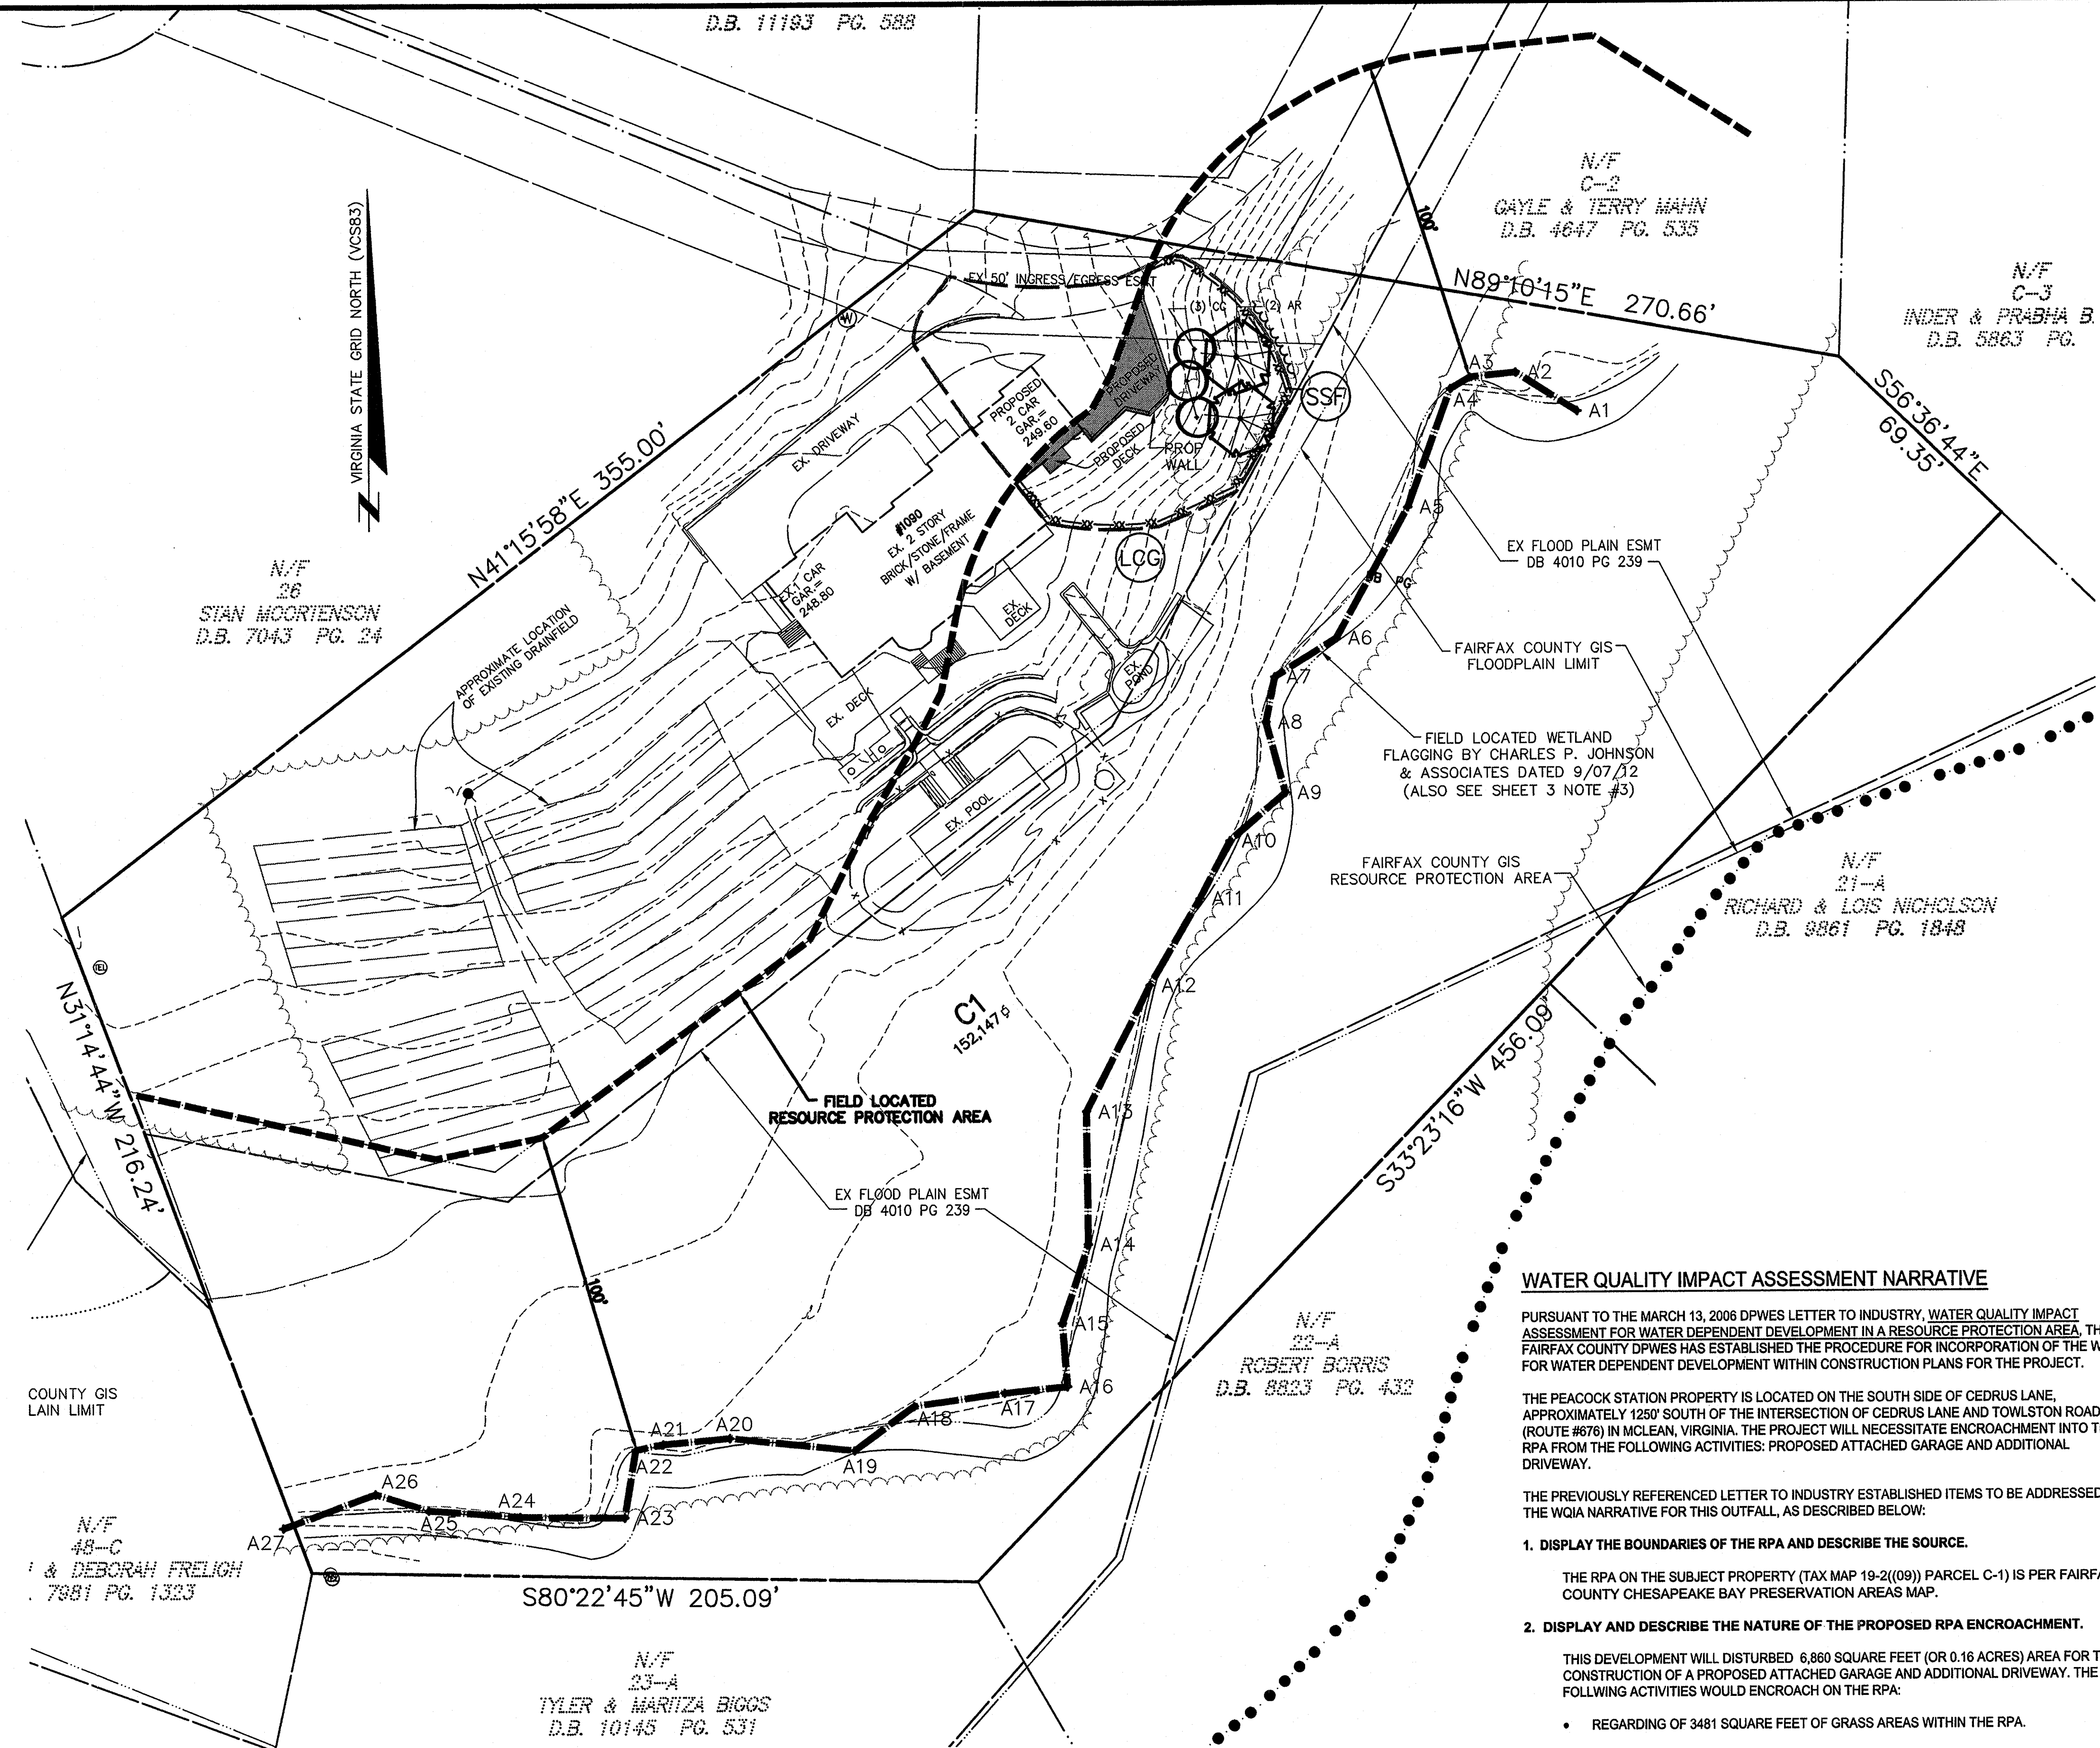 D.B. 11193 PG. 588
VIRGINIA STATE GRID NORTH (VCS83)
N/F
C-2
GAYLE & TERRY MAHN
D.B. 4647 PG. 535
N/F
C-3
INDER & PRABHA B.
D.B. 5863 PG.
100'
N89°10'15"E 270.66'
S56°36'44"E
69.35'
EX 50' INGRESS/EGRESS ESMT
(3) CC
(2) AR
W
PROPOSED
DRIVEWAY
PROPOSED
2 CAR
GAR.=
249.60
PROPOSED
DECK
PROP
WALL
SSF
LCG
EX. DRIVEWAY
#1090
EX. 2 STORY
BRICK/STONE/FRAME
W/ BASEMENT
EX. 1 CAR
GAR.=
248.80
EX.
DECK
EX.
POND
EX. DECK
EX. POOL
N41°15'58"E 355.00'
N/F
26
STAN MOORTENSON
D.B. 7043 PG. 24
APPROXIMATE LOCATION
OF EXISTING DRAINFIELD
A1
A2
A3
A4
A5
A6
A7
A8
A9
A10
A11
A12
A13
A14
A15
A16
A17
A18
A19
A20
A21
A22
A23
A24
A25
A26
A27
DB PG
EX FLOOD PLAIN ESMT
DB 4010 PG 239
FAIRFAX COUNTY GIS
FLOODPLAIN LIMIT
FIELD LOCATED WETLAND
FLAGGING BY CHARLES P. JOHNSON
& ASSOCIATES DATED 9/07/12
(ALSO SEE SHEET 3 NOTE #3)
FAIRFAX COUNTY GIS
RESOURCE PROTECTION AREA
N/F
21-A
RICHARD & LOIS NICHOLSON
D.B. 9861 PG. 1848
TEL
N31°14'44"W 216.24'
C1
152,147
FIELD LOCATED
RESOURCE PROTECTION AREA
S33°23'16"W 456.09'
EX FLOOD PLAIN ESMT
DB 4010 PG 239
100'
N/F
22-A
ROBERT BORRIS
D.B. 8823 PG. 432
COUNTY GIS
LAIN LIMIT
N/F
48-C
& DEBORAH FRELIGH
. 7981 PG. 1323
S80°22'45"W 205.09'
N/F
23-A
TYLER & MARITZA BIGGS
D.B. 10145 PG. 531
WATER QUALITY IMPACT ASSESSMENT NARRATIVE
PURSUANT TO THE MARCH 13, 2006 DPWES LETTER TO INDUSTRY, WATER QUALITY IMPACT
ASSESSMENT FOR WATER DEPENDENT DEVELOPMENT IN A RESOURCE PROTECTION AREA, TH
FAIRFAX COUNTY DPWES HAS ESTABLISHED THE PROCEDURE FOR INCORPORATION OF THE W
FOR WATER DEPENDENT DEVELOPMENT WITHIN CONSTRUCTION PLANS FOR THE PROJECT.
THE PEACOCK STATION PROPERTY IS LOCATED ON THE SOUTH SIDE OF CEDRUS LANE,
APPROXIMATELY 1250' SOUTH OF THE INTERSECTION OF CEDRUS LANE AND TOWLSTON ROAD
(ROUTE #676) IN MCLEAN, VIRGINIA. THE PROJECT WILL NECESSITATE ENCROACHMENT INTO T
RPA FROM THE FOLLOWING ACTIVITIES: PROPOSED ATTACHED GARAGE AND ADDITIONAL
DRIVEWAY.
THE PREVIOUSLY REFERENCED LETTER TO INDUSTRY ESTABLISHED ITEMS TO BE ADDRESSED
THE WQIA NARRATIVE FOR THIS OUTFALL, AS DESCRIBED BELOW:
1. DISPLAY THE BOUNDARIES OF THE RPA AND DESCRIBE THE SOURCE.
THE RPA ON THE SUBJECT PROPERTY (TAX MAP 19-2((09)) PARCEL C-1) IS PER FAIRFA
COUNTY CHESAPEAKE BAY PRESERVATION AREAS MAP.
2. DISPLAY AND DESCRIBE THE NATURE OF THE PROPOSED RPA ENCROACHMENT.
THIS DEVELOPMENT WILL DISTURBED 6,860 SQUARE FEET (OR 0.16 ACRES) AREA FOR T
CONSTRUCTION OF A PROPOSED ATTACHED GARAGE AND ADDITIONAL DRIVEWAY. THE
FOLLWING ACTIVITIES WOULD ENCROACH ON THE RPA:
• REGARDING OF 3481 SQUARE FEET OF GRASS AREAS WITHIN THE RPA.